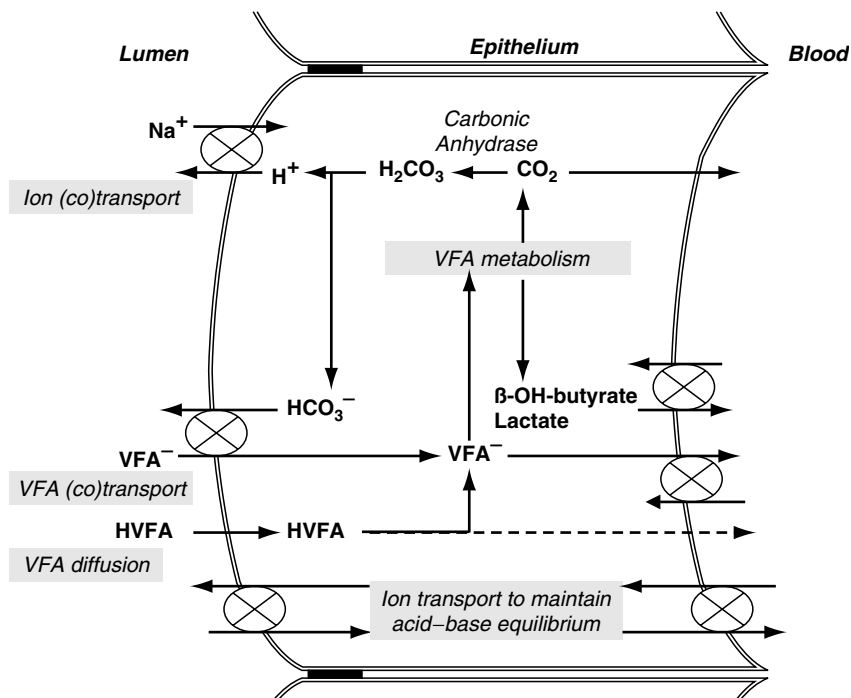 Lumen
Epithelium
Blood
Na⁺
Carbonic
Anhydrase
H⁺
H₂CO₃
CO₂
Ion (co)transport
VFA metabolism
HCO₃⁻
ß-OH-butyrate
Lactate
VFA⁻
VFA⁻
VFA (co)transport
HVFA
HVFA
VFA diffusion
Ion transport to maintain
acid–base equilibrium